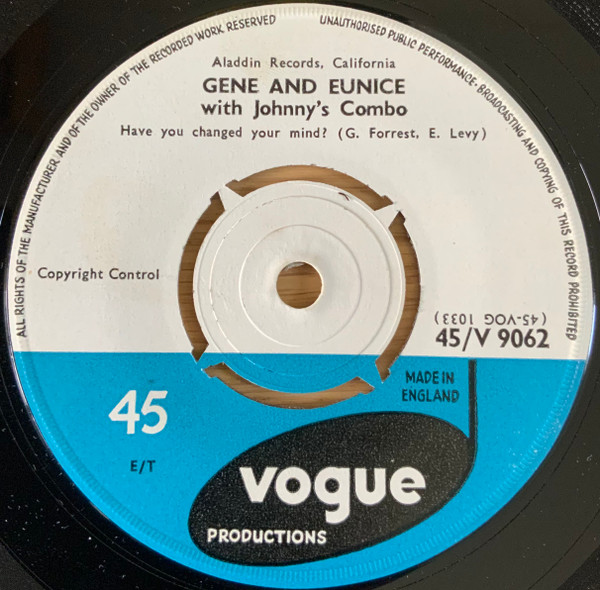 ALL RIGHTS OF THE MANUFACTURER AND OF THE OWNER OF THE RECORDED WORK RESERVED
UNAUTHORISED PUBLIC PERFORMANCE · BROADCASTING AND COPYING OF THIS RECORD PROHIBITED
Aladdin Records, California
GENE AND EUNICE
with Johnny's Combo
Have you changed your mind? (G. Forrest, E. Levy)
Copyright Control
(45-VOG 1033)
45/V 9062
MADE IN
ENGLAND
45
E/T
vogue
PRODUCTIONS